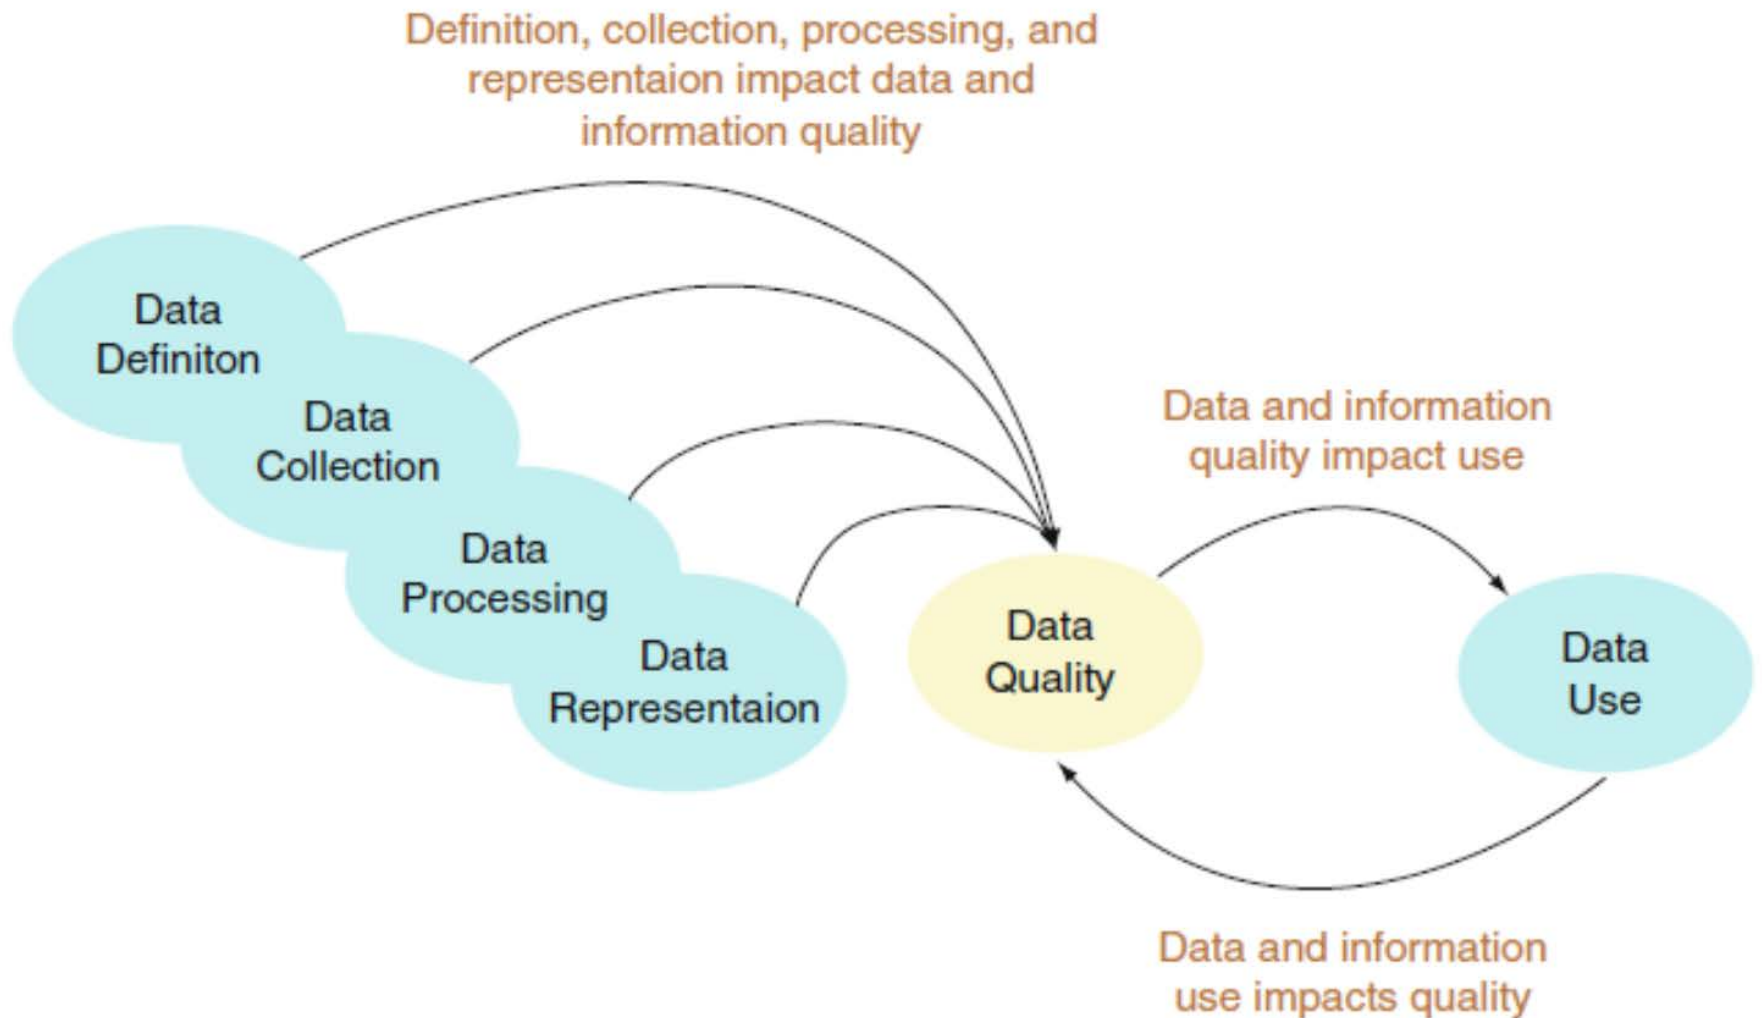 Definition, collection, processing, and
representaion impact data and
information quality
Data
Definiton
Data
Collection
Data
Processing
Data
Representaion
Data
Quality
Data and information
quality impact use
Data
Use
Data and information
use impacts quality